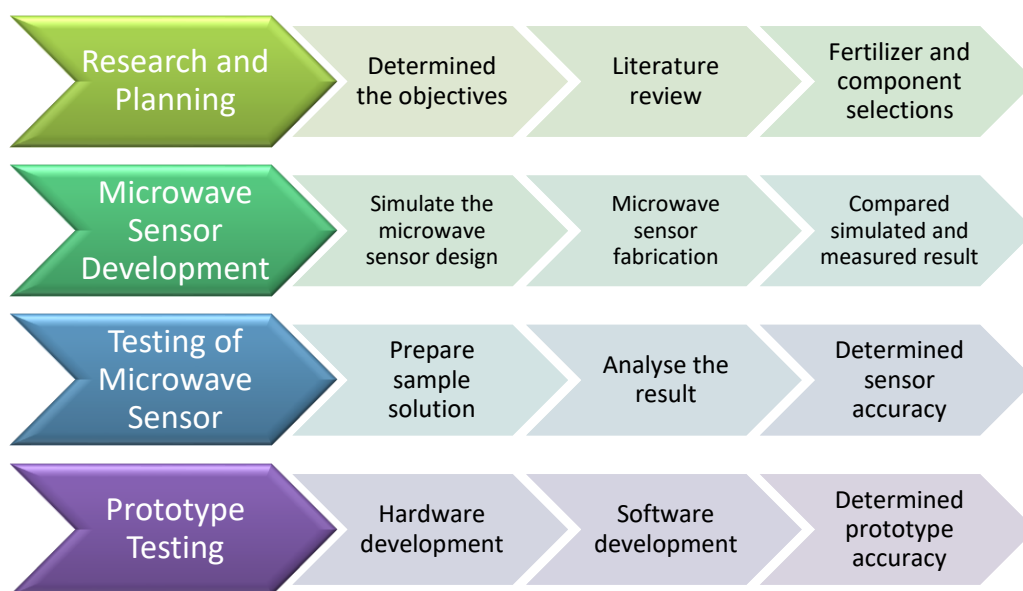 Research and
Planning
Determined
the objectives
Literature
review
Fertilizer and
component
selections
Microwave
Sensor
Development
Simulate the
microwave
sensor design
Microwave
sensor
fabrication
Compared
simulated and
measured result
Testing of
Microwave
Sensor
Prepare
sample
solution
Analyse the
result
Determined
sensor
accuracy
Prototype
Testing
Hardware
development
Software
development
Determined
prototype
accuracy